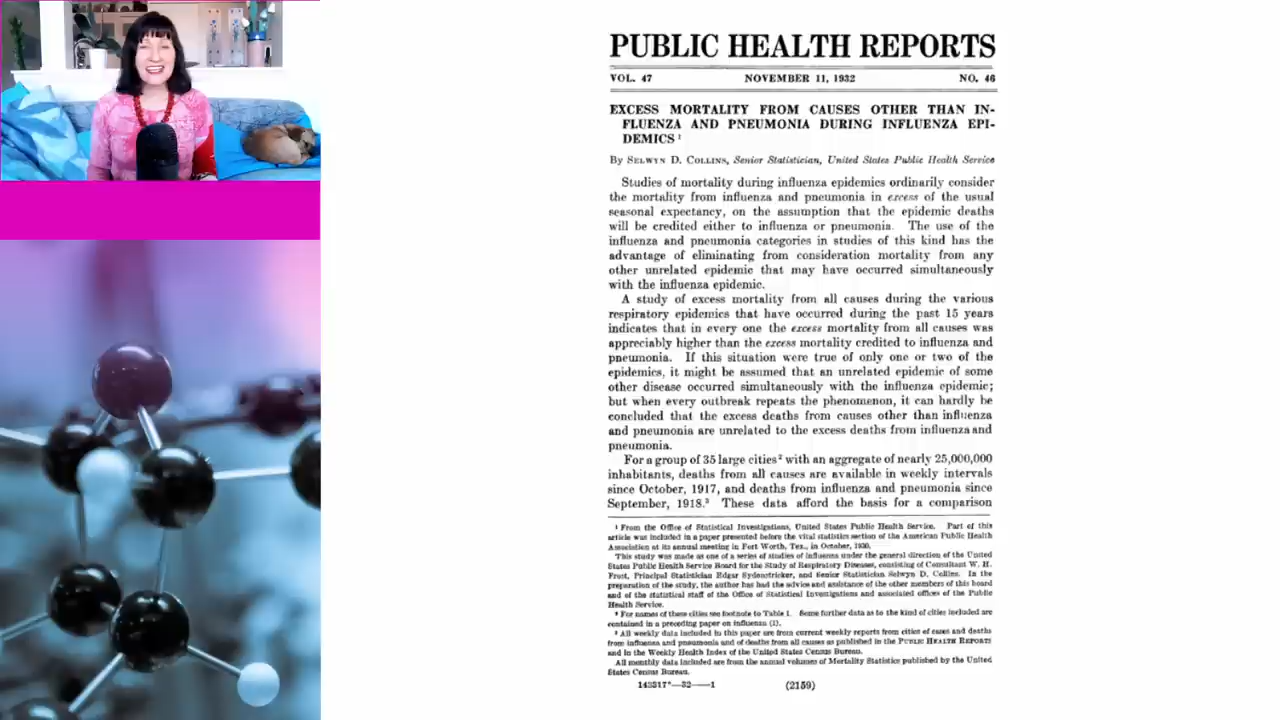 PUBLIC HEALTH REPORTS
VOL. 47 NOVEMBER 11, 1932 NO. 46
EXCESS MORTALITY FROM CAUSES OTHER THAN IN-
FLUENZA AND PNEUMONIA DURING INFLUENZA EPI-
DEMICS ¹
By SELWYN D. COLLINS, Senior Statistician, United States Public Health Service
Studies of mortality during influenza epidemics ordinarily consider
the mortality from influenza and pneumonia in excess of the usual
seasonal expectancy, on the assumption that the epidemic deaths
will be credited either to influenza or pneumonia. The use of the
influenza and pneumonia categories in studies of this kind has the
advantage of eliminating from consideration mortality from any
other unrelated epidemic that may have occurred simultaneously
with the influenza epidemic.
A study of excess mortality from all causes during the various
respiratory epidemics that have occurred during the past 15 years
indicates that in every one the excess mortality from all causes was
appreciably higher than the excess mortality credited to influenza and
pneumonia. If this situation were true of only one or two of the
epidemics, it might be assumed that an unrelated epidemic of some
other disease occurred simultaneously with the influenza epidemic;
but when every outbreak repeats the phenomenon, it can hardly be
concluded that the excess deaths from causes other than influenza
and pneumonia are unrelated to the excess deaths from influenza and
pneumonia.
For a group of 35 large cities ² with an aggregate of nearly 25,000,000
inhabitants, deaths from all causes are available in weekly intervals
since October, 1917, and deaths from influenza and pneumonia since
September, 1918.³ These data afford the basis for a comparison
¹ From the Office of Statistical Investigations, United States Public Health Service. Part of this
article was included in a paper presented before the vital statistics section of the American Public Health
Association at its annual meeting in Fort Worth, Tex., in October, 1930.
This study was made as one of a series of studies of influenza under the general direction of the United
States Public Health Service Board for the Study of Respiratory Diseases, consisting of Consultant W. H.
Frost, Principal Statistician Edgar Sydenstricker, and Senior Statistician Selwyn D. Collins. In the
preparation of the study, the author has had the advice and assistance of the other members of this board
and of the statistical staff of the Office of Statistical Investigations and associated offices of the Public
Health Service.
² For names of these cities see footnote to Table 1. Some further data as to the kind of cities included are
contained in a preceding paper on influenza (1).
³ All weekly data included in this paper are from current weekly reports from cities of cases and deaths
from influenza and pneumonia and of deaths from all causes as published in the PUBLIC HEALTH REPORTS
and in the Weekly Health Index of the United States Census Bureau.
All monthly data included are from the annual volumes of Mortality Statistics published by the United
States Census Bureau.
143317°—32——1 (2159)